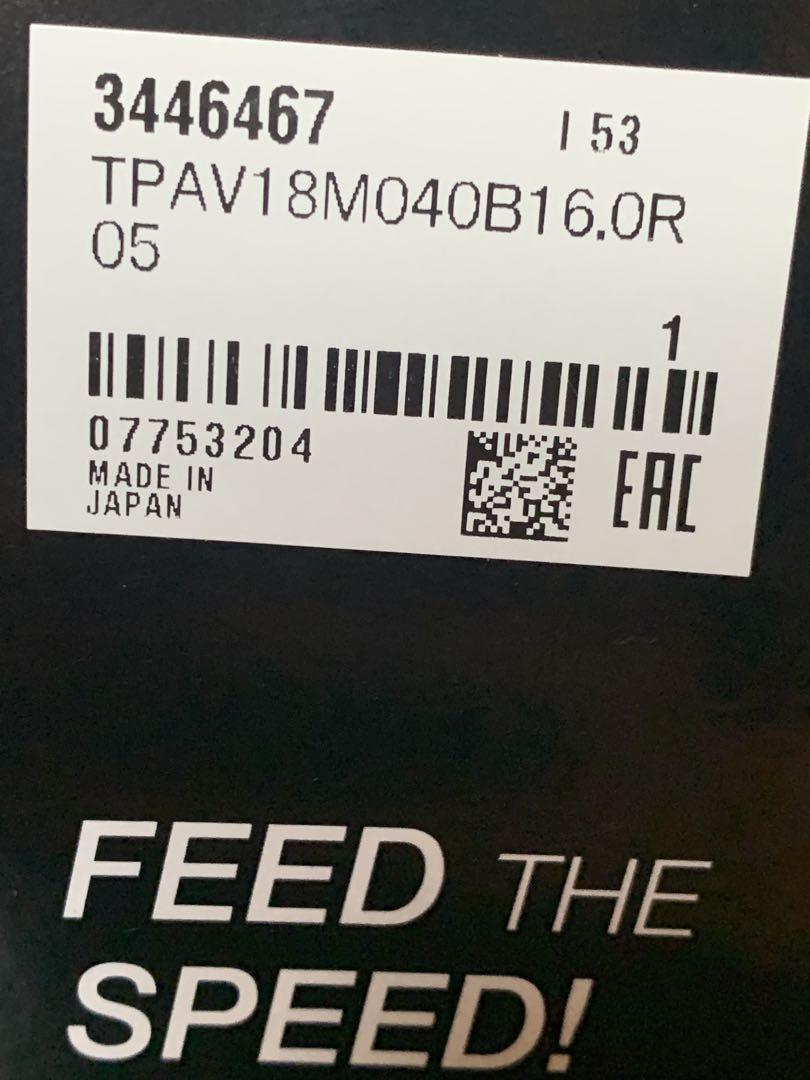 3446467
I 53
TPAV18M040B16.0R
05
1
07753204
MADE IN
JAPAN
EAC
FEED THE
SPEED!